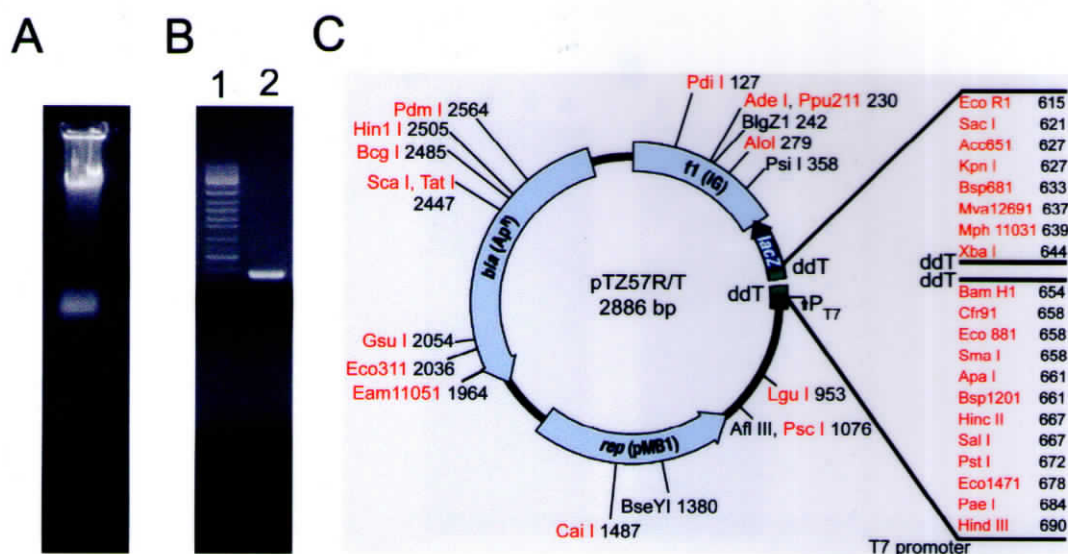 A
B
C
1 2
Pdi I 127
Ade I, Ppu211 230
BlgZ1 242
AloI 279
Psi I 358
Pdm I 2564
Hin1 I 2505
Bcg I 2485
Sca I, Tat I
2447
f1 (IG)
lacZ
bla (ApR)
ddT
ddT
PT7
pTZ57R/T
2886 bp
Gsu I 2054
Eco311 2036
Eam11051 1964
Lgu I 953
Afl III, Psc I 1076
rep (pMB1)
BseYI 1380
Cai I 1487
Eco R1 615
Sac I 621
Acc651 627
Kpn I 627
Bsp681 633
Mva12691 637
Mph 11031 639
Xba I 644
ddT
ddT
Bam H1 654
Cfr91 658
Eco 881 658
Sma I 658
Apa I 661
Bsp1201 661
Hinc II 667
Sal I 667
Pst I 672
Eco1471 678
Pae I 684
Hind III 690
T7 promoter